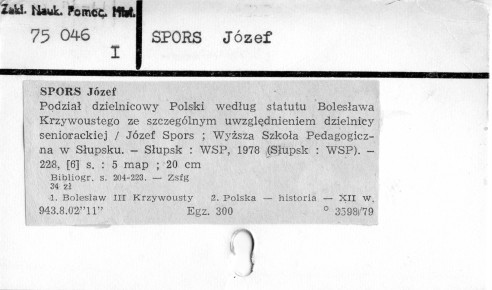 Zakł. Nauk. Pomoc. Hist.
75 046
I
SPORS Józef
SPORS Józef
Podział dzielnicowy Polski według statutu Bolesława
Krzywoustego ze szczególnym uwzględnieniem dzielnicy
seniorackiej / Józef Spors ; Wyższa Szkoła Pedagogicz-
na w Słupsku. – Słupsk : WSP, 1978 (Słupsk : WSP). –
228, [6] s. : 5 map ; 20 cm
Bibliogr. s. 204-223. — Zsfg
34 zł
1. Bolesław III Krzywousty 2. Polska — historia — XII w.
943.8.02"11" Egz. 300 ° 3598/79